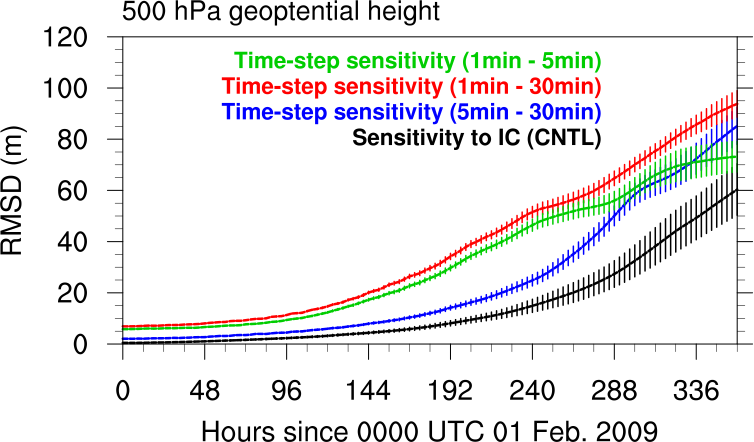 500 hPa geopotential height
120
100
80
60
40
20
0
RMSD (m)
Time-step sensitivity (1min - 5min)
Time-step sensitivity (1min - 30min)
Time-step sensitivity (5min - 30min)
Sensitivity to IC (CNTL)
0 48 96 144 192 240 288 336
Hours since 0000 UTC 01 Feb. 2009